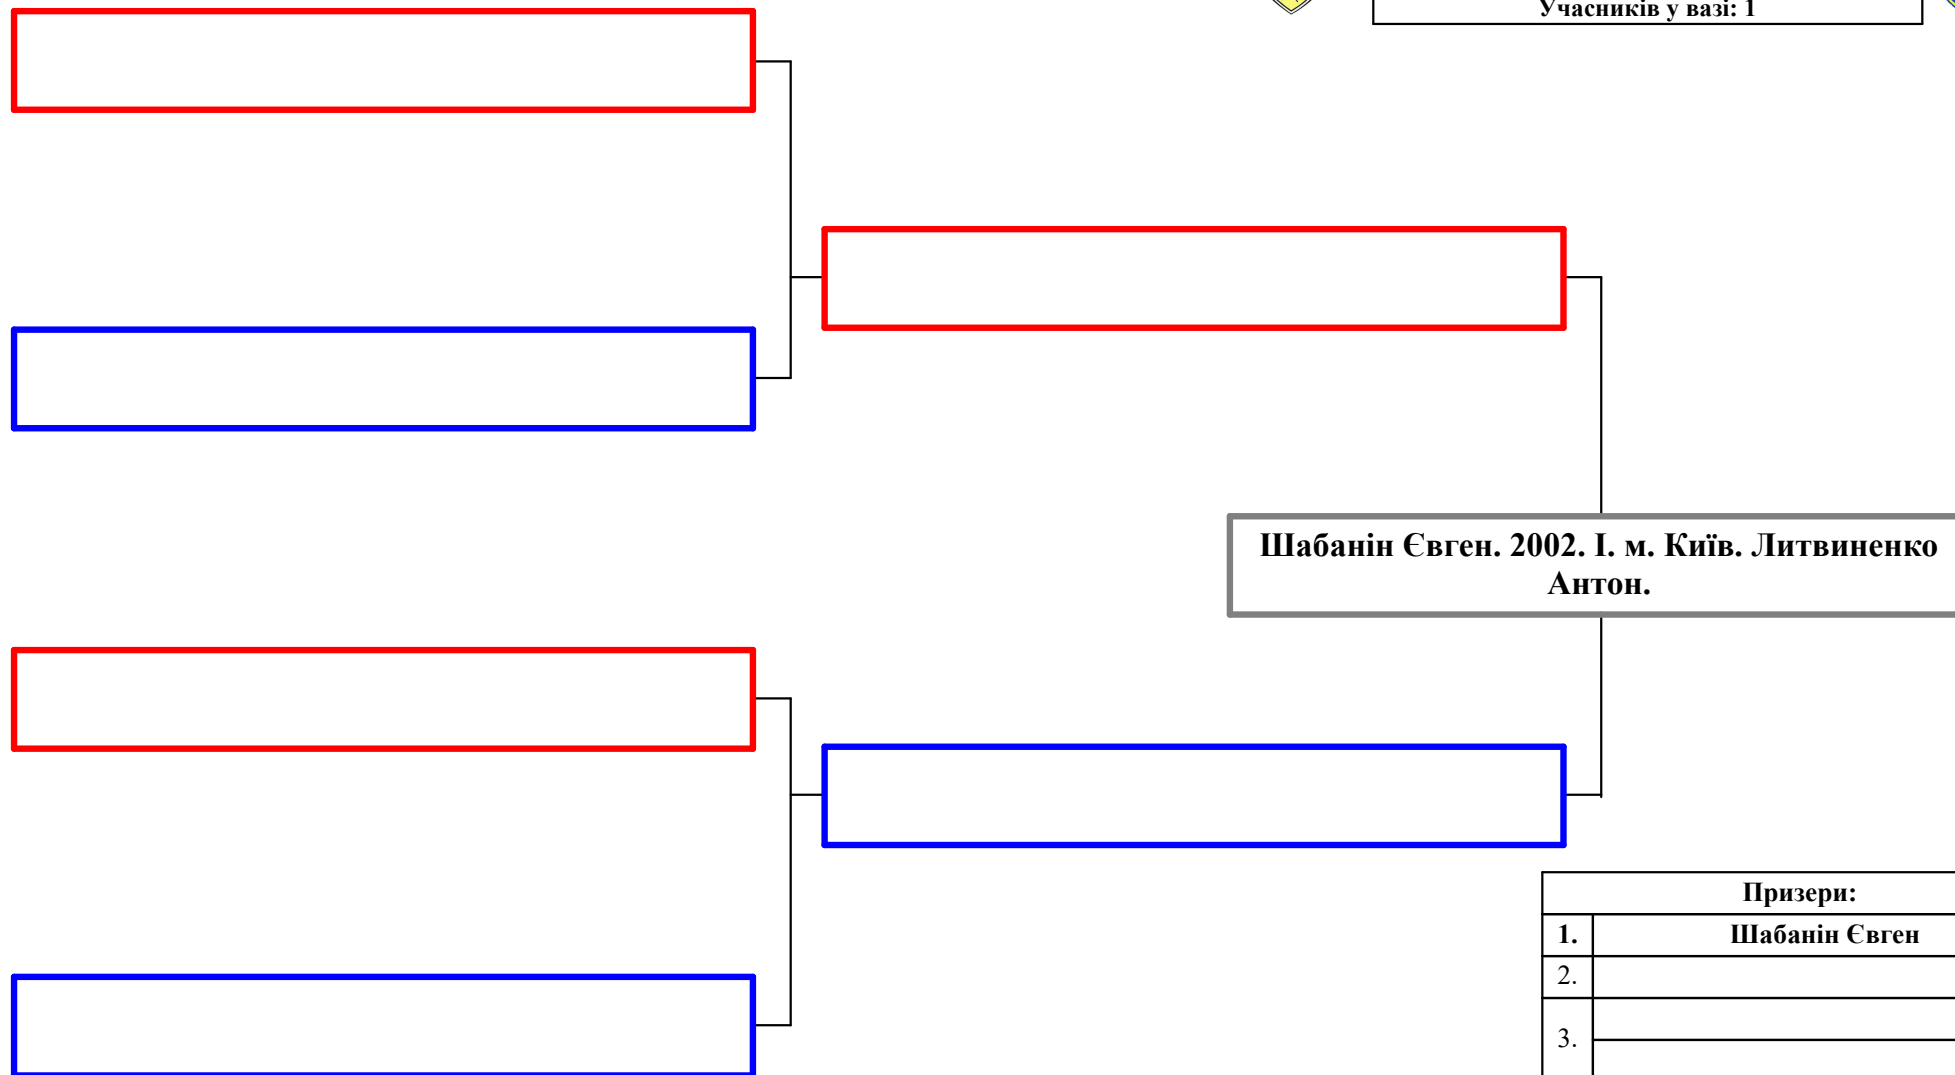 Учасників у вазі: 1
Шабанін Євген. 2002. І. м. Київ. Литвиненко
Антон.
Призери:
1. Шабанін Євген
2.
3.